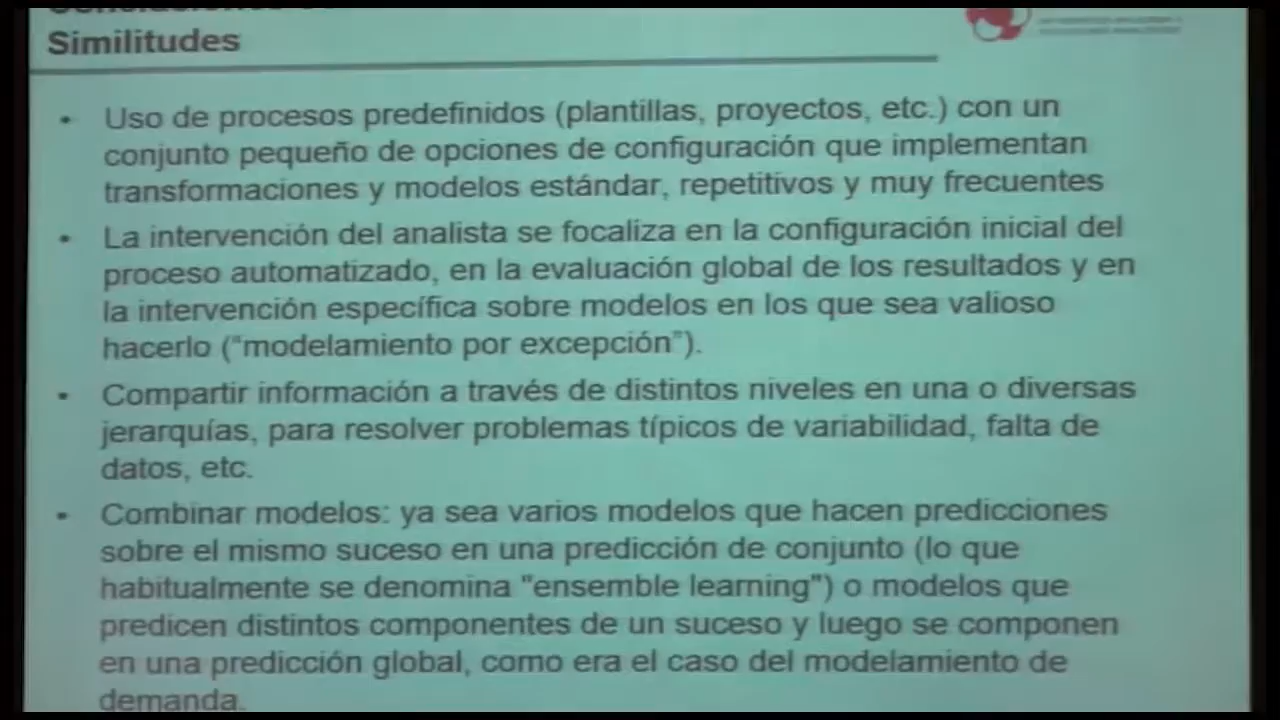 Similitudes
• Uso de procesos predefinidos (plantillas, proyectos, etc.) con un
conjunto pequeño de opciones de configuración que implementan
transformaciones y modelos estándar, repetitivos y muy frecuentes
• La intervención del analista se focaliza en la configuración inicial del
proceso automatizado, en la evaluación global de los resultados y en
la intervención específica sobre modelos en los que sea valioso
hacerlo (“modelamiento por excepción”).
• Compartir información a través de distintos niveles en una o diversas
jerarquías, para resolver problemas típicos de variabilidad, falta de
datos, etc.
• Combinar modelos: ya sea varios modelos que hacen predicciones
sobre el mismo suceso en una predicción de conjunto (lo que
habitualmente se denomina "ensemble learning") o modelos que
predicen distintos componentes de un suceso y luego se componen
en una predicción global, como era el caso del modelamiento de
demanda.